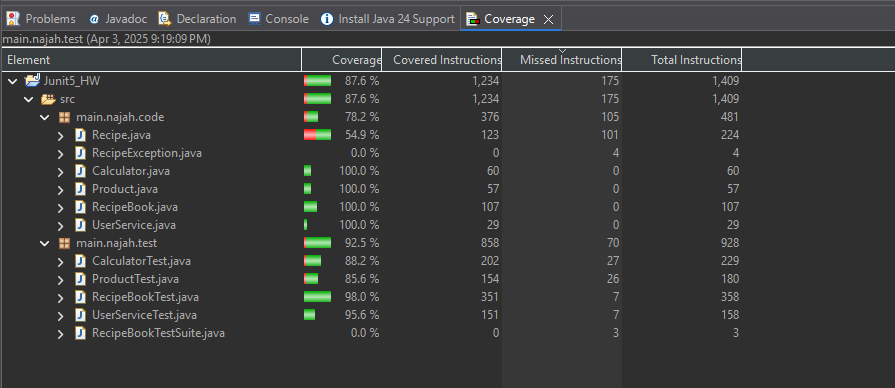 Problems Javadoc Declaration Console Install Java 24 Support Coverage
main.najah.test (Apr 3, 2025 9:19:09 PM)
Element Coverage Covered Instructions Missed Instructions Total Instructions
Junit5_HW 87.6 % 1,234 175 1,409
src 87.6 % 1,234 175 1,409
main.najah.code 78.2 % 376 105 481
Recipe.java 54.9 % 123 101 224
RecipeException.java 0.0 % 0 4 4
Calculator.java 100.0 % 60 0 60
Product.java 100.0 % 57 0 57
RecipeBook.java 100.0 % 107 0 107
UserService.java 100.0 % 29 0 29
main.najah.test 92.5 % 858 70 928
CalculatorTest.java 88.2 % 202 27 229
ProductTest.java 85.6 % 154 26 180
RecipeBookTest.java 98.0 % 351 7 358
UserServiceTest.java 95.6 % 151 7 158
RecipeBookTestSuite.java 0.0 % 0 3 3